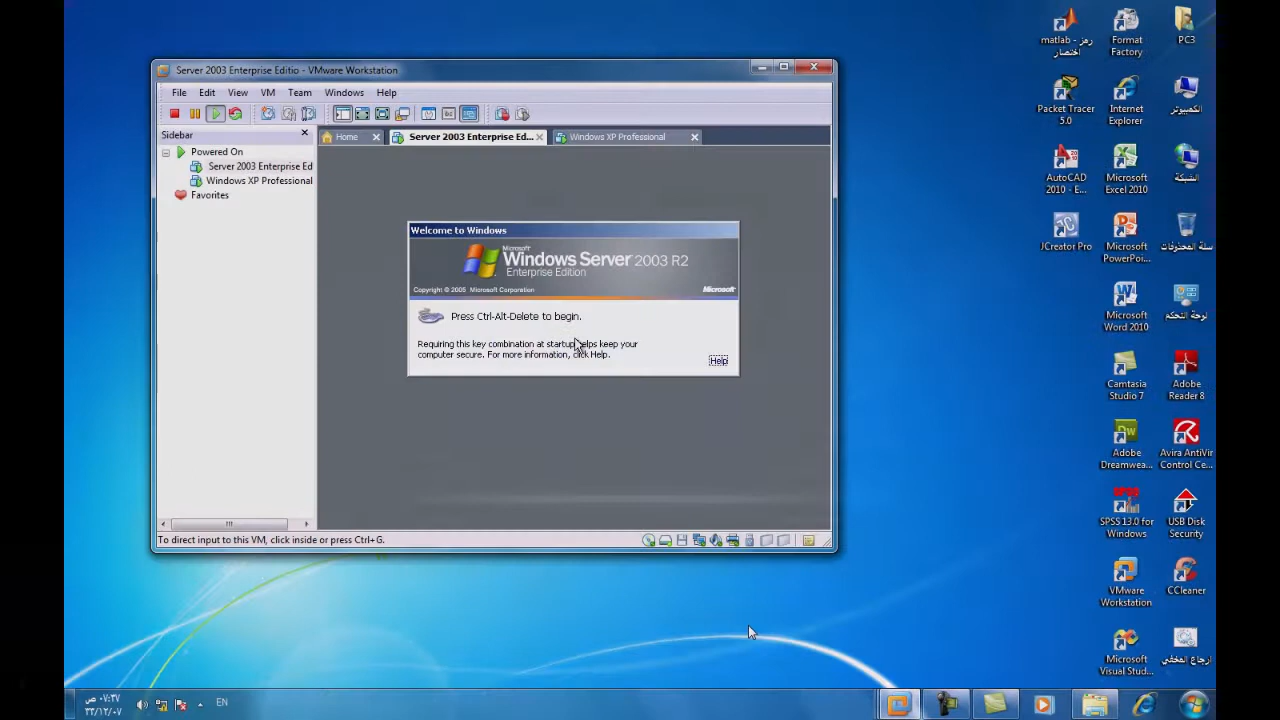 Server 2003 Enterprise Editio - VMware Workstation
File Edit View VM Team Windows Help
Sidebar
Powered On
Server 2003 Enterprise Ed
Windows XP Professional
Favorites
Home
Server 2003 Enterprise Ed...
Windows XP Professional
Welcome to Windows
Microsoft
Windows Server 2003 R2
Enterprise Edition
Copyright © 2005 Microsoft Corporation
Microsoft
Press Ctrl-Alt-Delete to begin.
Requiring this key combination at startup helps keep your
computer secure. For more information, click Help.
Help
To direct input to this VM, click inside or press Ctrl+G.
رمز - matlab
اختصار
Format
Factory
PC3
Packet Tracer
5.0
Internet
Explorer
الكمبيوتر
AutoCAD
2010 - E...
Microsoft
Excel 2010
الشبكة
JCreator Pro
Microsoft
PowerPoi...
سلة المحذوفات
Microsoft
Word 2010
لوحة التحكم
Camtasia
Studio 7
Adobe
Reader 8
Adobe
Dreamwea...
Avira AntiVir
Control Ce...
SPSS 13.0 for
Windows
USB Disk
Security
VMware
Workstation
CCleaner
Microsoft
Visual Stud...
ارجاع المخفي
٠٧:٣٧ ص
٣٣/١٢/٠٧
EN